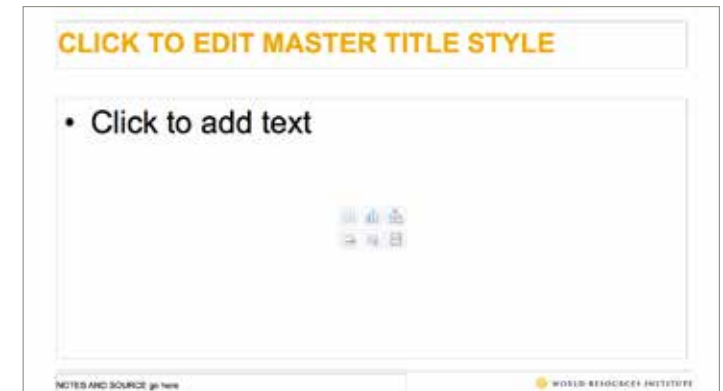 CLICK TO EDIT MASTER TITLE STYLE
• Click to add text
NOTES AND SOURCE go here
WORLD RESOURCES INSTITUTE